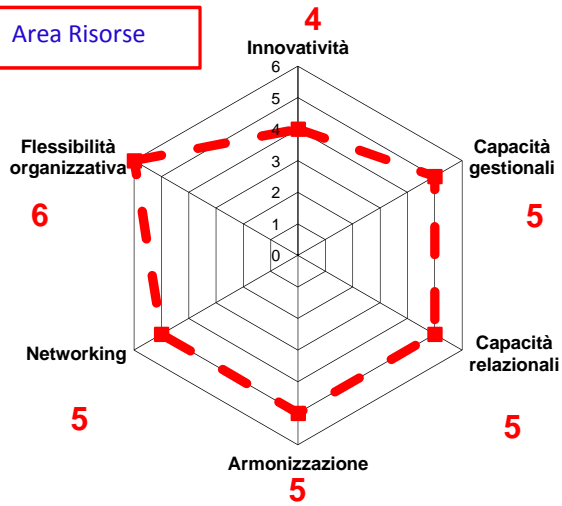 Area Risorse
4
Innovatività
6
5
4
3
2
1
0
Flessibilità
organizzativa
6
Capacità
gestionali
5
Networking
5
Capacità
relazionali
5
Armonizzazione
5